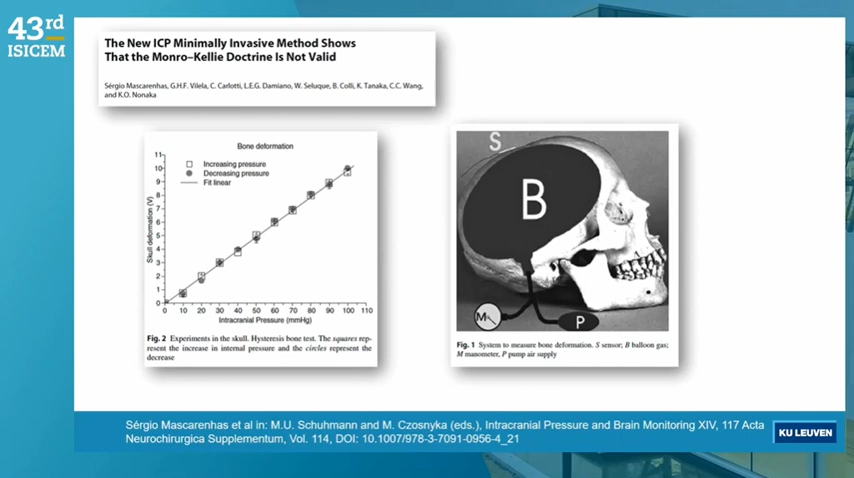 43rd
ISICEM
The New ICP Minimally Invasive Method Shows
That the Monro–Kellie Doctrine Is Not Valid
Sérgio Mascarenhas, G.H.F. Vilela, C. Carlotti, L.E.G. Damiano, W. Seluque, B. Colli, K. Tanaka, C.C. Wang,
and K.O. Nonaka
Bone deformation
Increasing pressure
Decreasing pressure
Fit linear
Skull deformation (V)
11
10
9
8
7
6
5
4
3
2
1
0
0 10 20 30 40 50 60 70 80 90 100 110
Intracranial Pressure (mmHg)
Fig. 2 Experiments in the skull. Hysteresis bone test. The squares rep-
resent the increase in internal pressure and the circles represent the
decrease
S
B
M
P
Fig. 1 System to measure bone deformation. S sensor; B balloon gas;
M manometer, P pump air supply
Sérgio Mascarenhas et al in: M.U. Schuhmann and M. Czosnyka (eds.), Intracranial Pressure and Brain Monitoring XIV, 117 Acta
Neurochirurgica Supplementum, Vol. 114, DOI: 10.1007/978-3-7091-0956-4_21
KU LEUVEN